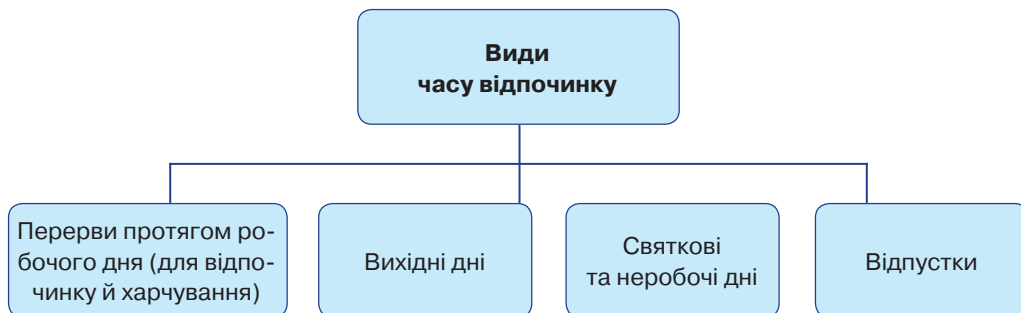 Види
часу відпочинку
Перерви протягом ро-
бочого дня (для відпо-
чинку й харчування)
Вихідні дні
Святкові
та неробочі дні
Відпустки